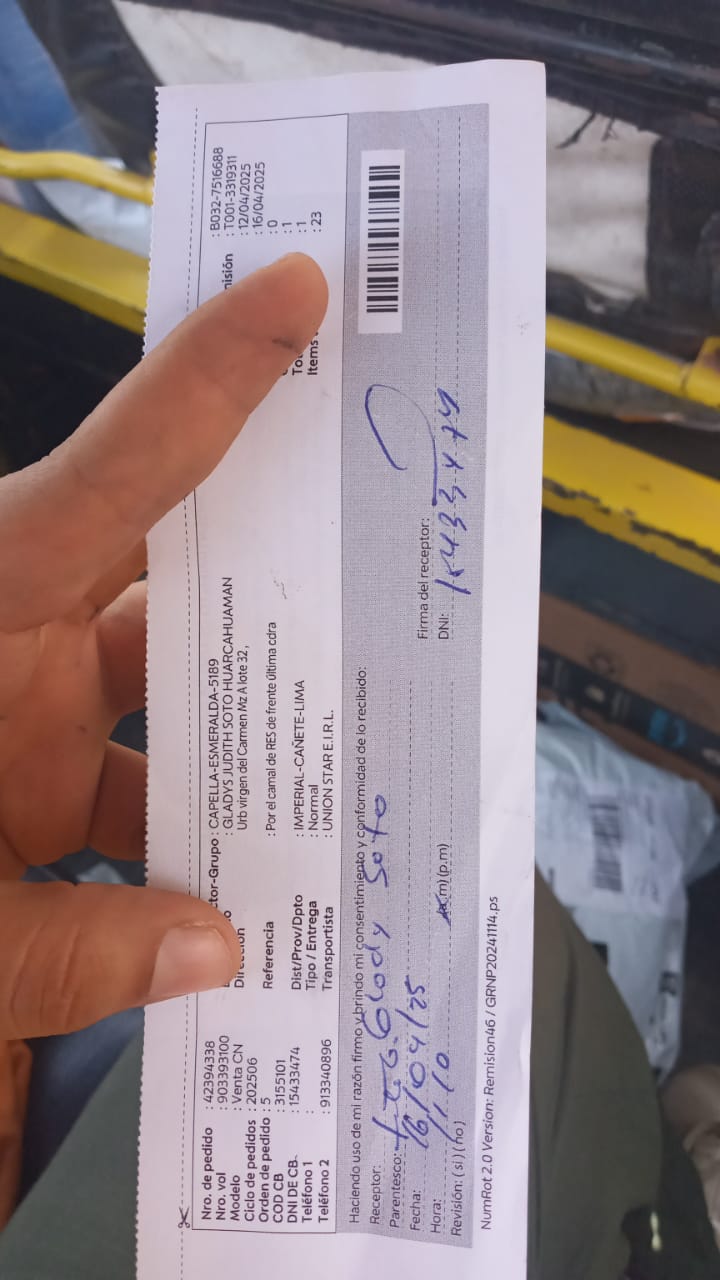 Nro. de pedido : 42394338
Nro. vol : 903393100
Modelo : Venta CN
Ciclo de pedidos : 202506
Orden de pedido : 5
COD CB : 3155101
DNI DE CB : 15433474
Teléfono 1 :
Teléfono 2 : 913340896
ctor-Grupo : CAPELLA-ESMERALDA-5189
: GLADYS JUDITH SOTO HUARCAHUAMAN
Dirección Urb virgen del Carmen Mz A lote 32,
Referencia : Por el camal de RES de frente última cdra
Dist/Prov/Dpto : IMPERIAL-CAÑETE-LIMA
Tipo / Entrega : Normal
Transportista : UNION STAR E.I.R.L.
: B032-7516688
misión : T001-3319311
: 12/04/2025
: 16/04/2025
: 0
: 1
: 1
Items : 23
Haciendo uso de mi razón firmo y brindo mi consentimiento y conformidad de lo recibido:
Receptor: Soto
Parentesco:
Fecha: 16/04/25
Hora: 1:10 (a.m) (p.m)
Revisión: (si) (no)
Firma del receptor:
DNI: 15433474
NumRot 2.0 Version: Remision46 / GRNP20241114.ps